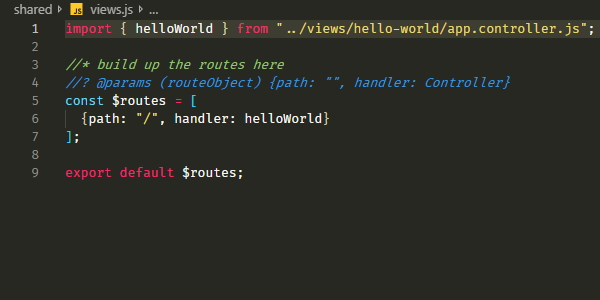 shared > JS views.js > ...
1 import { helloWorld } from "../views/hello-world/app.controller.js";
2
3 //* build up the routes here
4 //? @params (routeObject) {path: "", handler: Controller}
5 const $routes = [
6 {path: "/", handler: helloWorld}
7 ];
8
9 export default $routes;